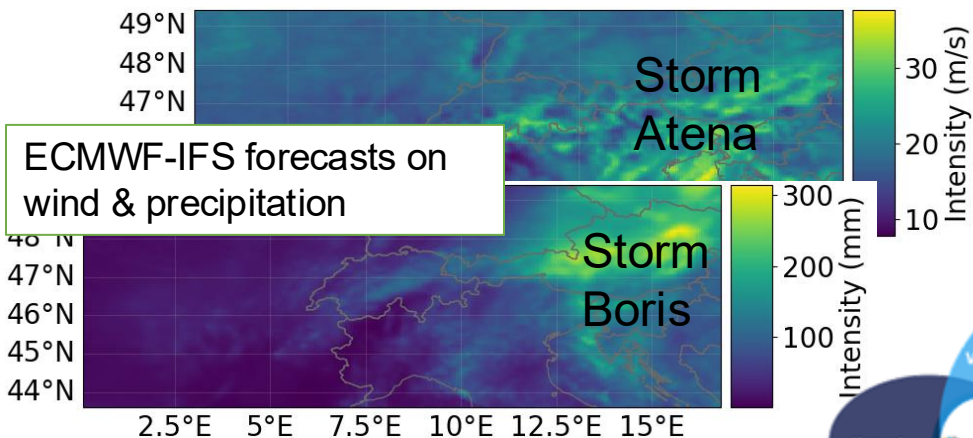 49°N
48°N
47°N
Storm
Atena
30
20
10
Intensity (m/s)
ECMWF-IFS forecasts on
wind & precipitation
48°N
47°N
46°N
45°N
44°N
Storm
Boris
300
200
100
Intensity (mm)
2.5°E 5°E 7.5°E 10°E 12.5°E 15°E